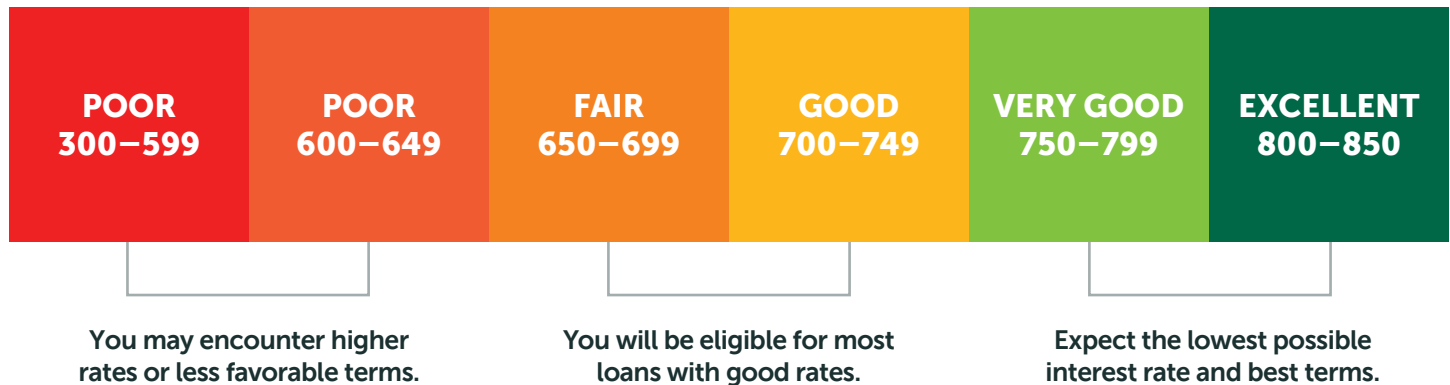 POOR
300–599
POOR
600–649
FAIR
650–699
GOOD
700–749
VERY GOOD
750–799
EXCELLENT
800–850
You may encounter higher
rates or less favorable terms.
You will be eligible for most
loans with good rates.
Expect the lowest possible
interest rate and best terms.